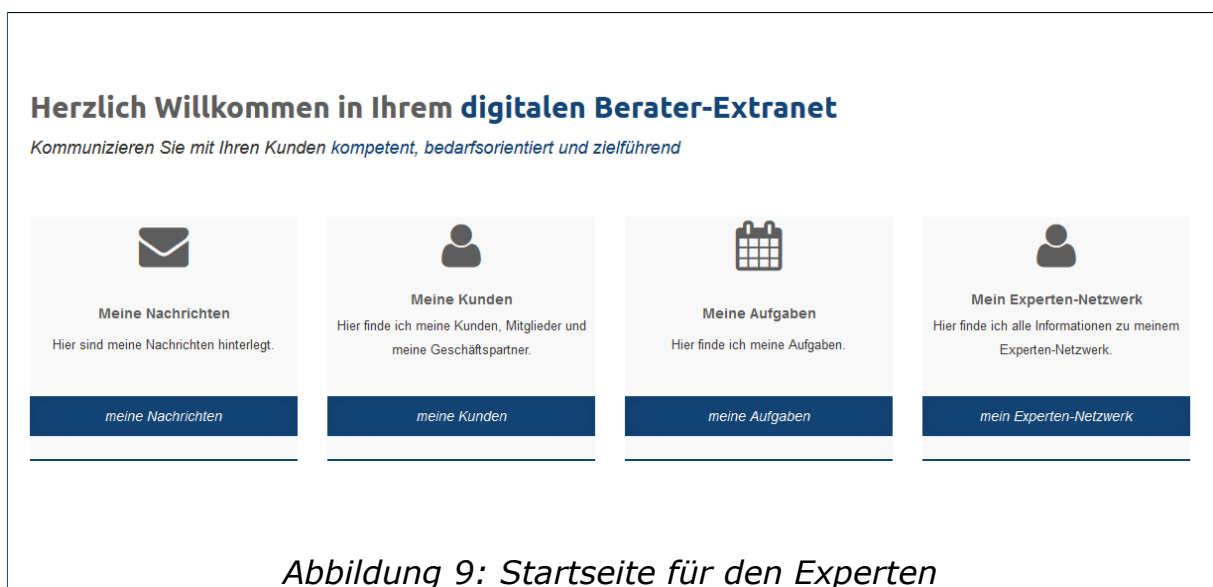 Herzlich Willkommen in Ihrem digitalen Berater-Extranet
Kommunizieren Sie mit Ihren Kunden kompetent, bedarfsorientiert und zielführend
Meine Nachrichten
Hier sind meine Nachrichten hinterlegt.
meine Nachrichten
Meine Kunden
Hier finde ich meine Kunden, Mitglieder und
meine Geschäftspartner.
meine Kunden
Meine Aufgaben
Hier finde ich meine Aufgaben.
meine Aufgaben
Mein Experten-Netzwerk
Hier finde ich alle Informationen zu meinem
Experten-Netzwerk.
mein Experten-Netzwerk
Abbildung 9: Startseite für den Experten